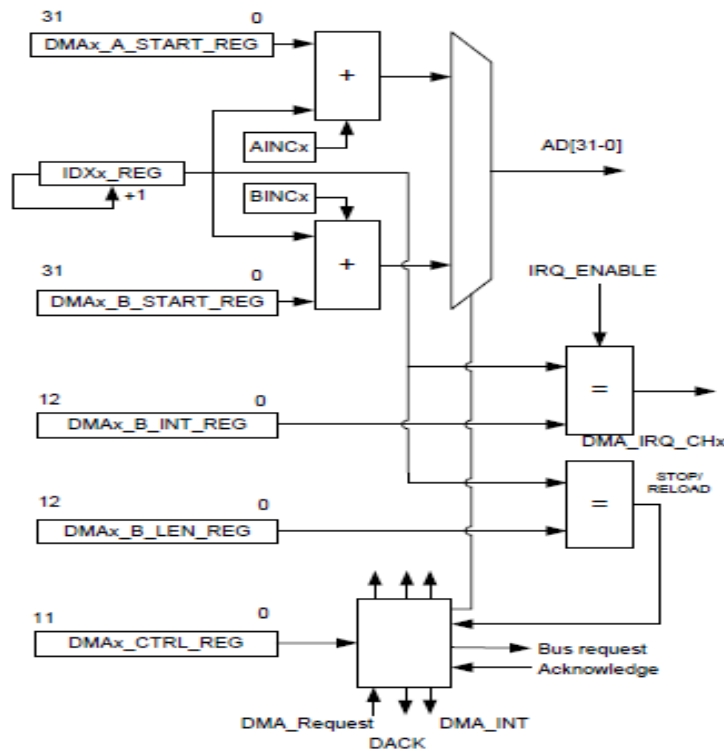 31 0
DMAx_A_START_REG
+
AINCx
AD[31-0]
IDXx_REG
+1
BINCx
31 0
+
IRQ_ENABLE
DMAx_B_START_REG
12 0
=
DMAx_B_INT_REG
DMA_IRQ_CHx
STOP/
RELOAD
12 0
=
DMAx_B_LEN_REG
11 0
DMAx_CTRL_REG
Bus request
Acknowledge
DMA_Request
DMA_INT
DACK